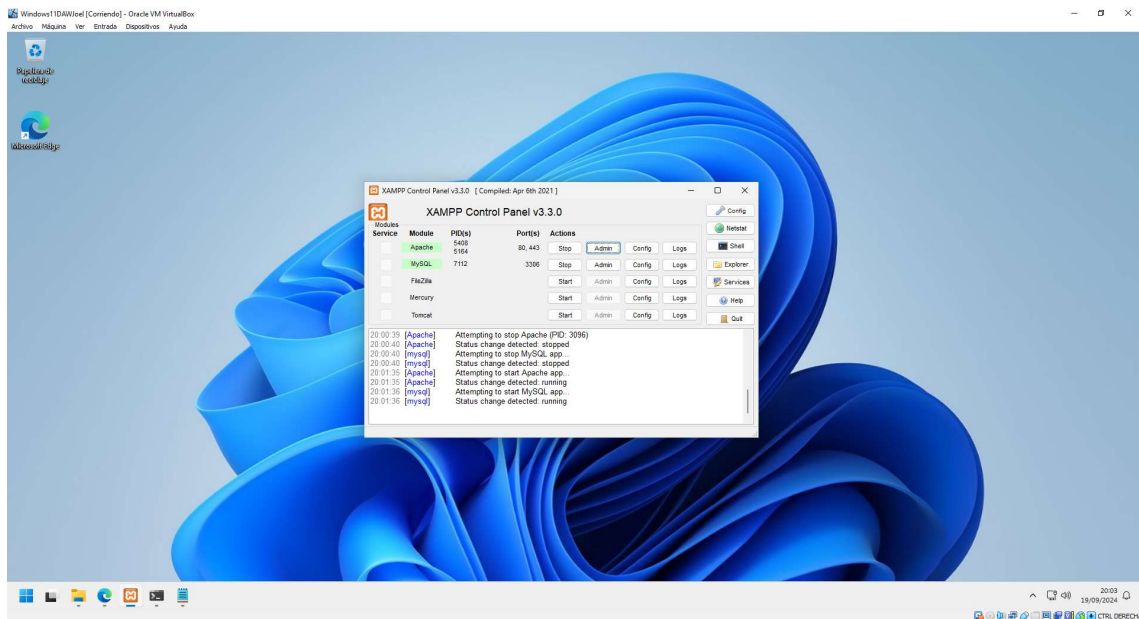 Windows11DAWJoel [Corriendo] - Oracle VM VirtualBox
Archivo Máquina Ver Entrada Dispositivos Ayuda
Papelera de
reciclaje
Microsoft Edge
XAMPP Control Panel v3.3.0 [ Compiled: Apr 6th 2021 ]
XAMPP Control Panel v3.3.0
Config
Modules
Service Module PID(s) Port(s) Actions
Netstat
Apache 5408 5164 80, 443 Stop Admin Config Logs
Shell
MySQL 7112 3306 Stop Admin Config Logs
Explorer
FileZilla Start Admin Config Logs
Services
Mercury Start Admin Config Logs
Help
Tomcat Start Admin Config Logs
Quit
20:00:39 [Apache] Attempting to stop Apache (PID: 3096)
20:00:40 [Apache] Status change detected: stopped
20:00:40 [mysql] Attempting to stop MySQL app...
20:00:40 [mysql] Status change detected: stopped
20:01:35 [Apache] Attempting to start Apache app...
20:01:35 [Apache] Status change detected: running
20:01:36 [mysql] Attempting to start MySQL app...
20:01:36 [mysql] Status change detected: running
20:03
19/09/2024
CTRL DERECH